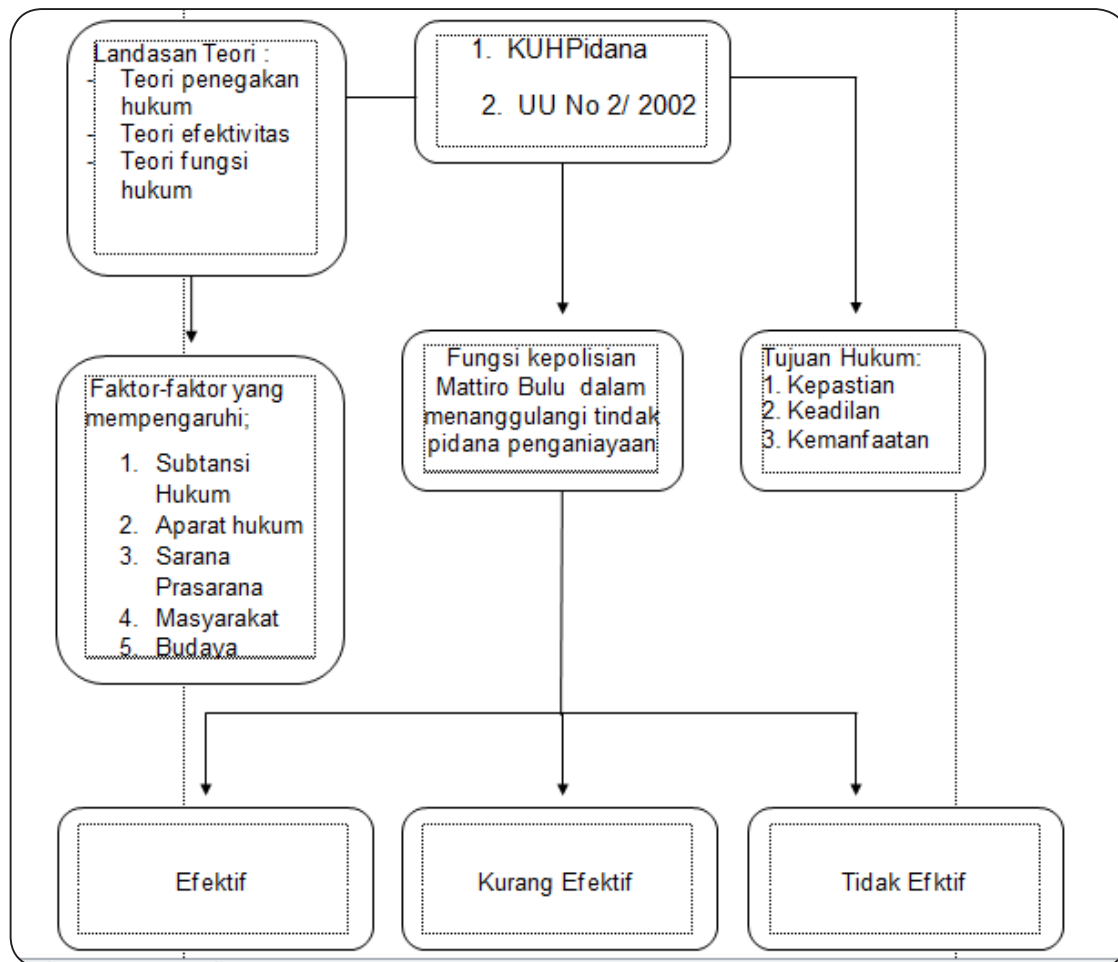 Landasan Teori :
- Teori penegakan
hukum
- Teori efektivitas
- Teori fungsi
hukum
1. KUHPidana
2. UU No 2/ 2002
Faktor-faktor yang
mempengaruhi;
1. Subtansi
Hukum
2. Aparat hukum
3. Sarana
Prasarana
4. Masyarakat
5. Budaya
Fungsi kepolisian
Mattiro Bulu dalam
menanggulangi tindak
pidana penganiayaan
Tujuan Hukum:
1. Kepastian
2. Keadilan
3. Kemanfaatan
Efektif
Kurang Efektif
Tidak Efktif